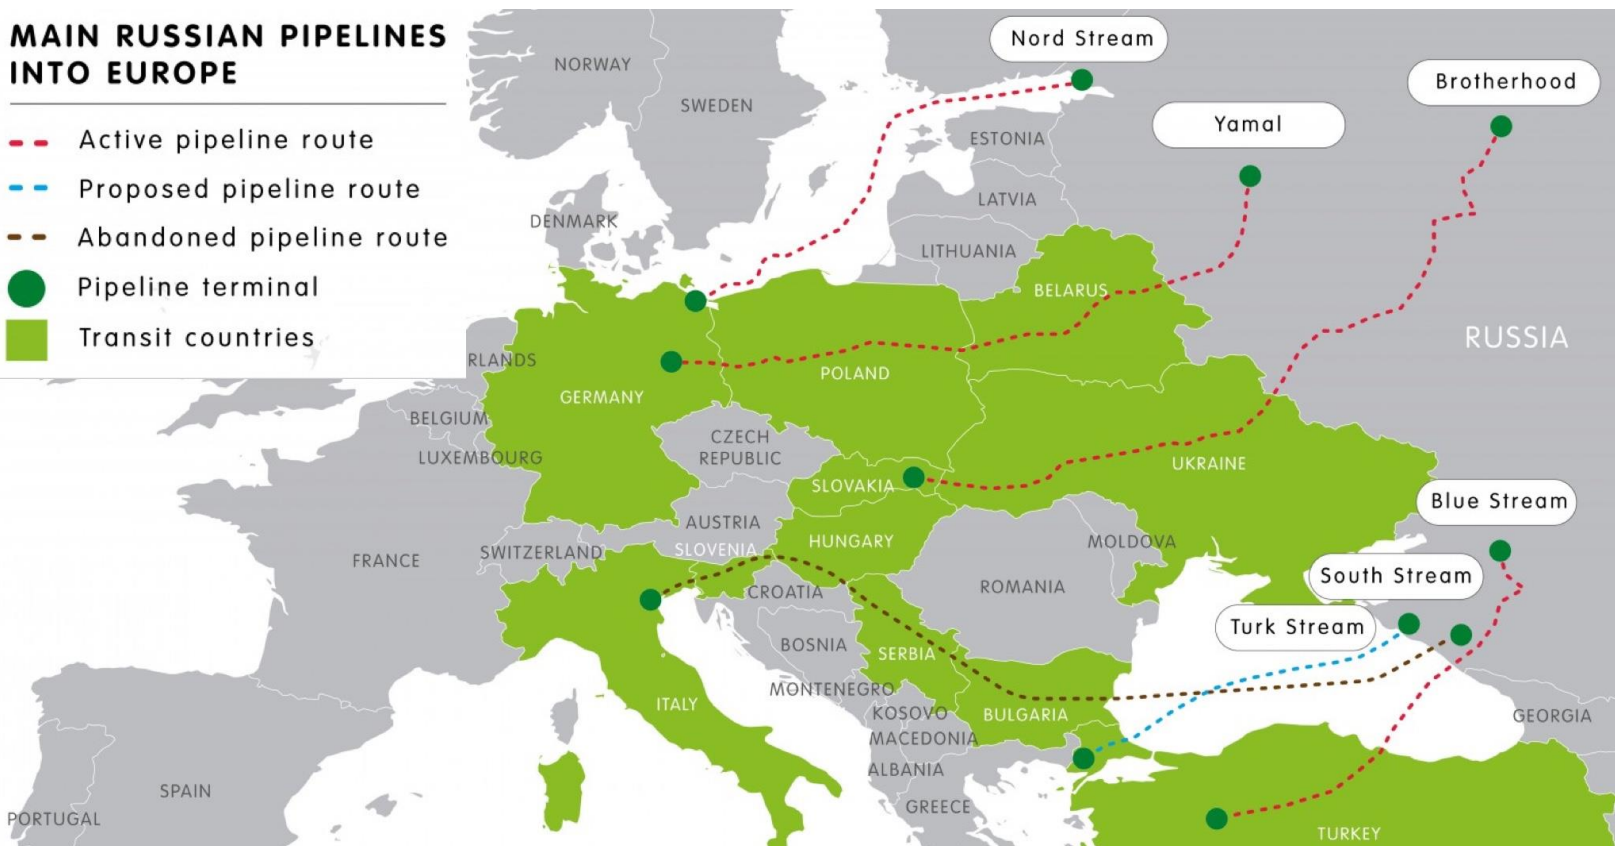 MAIN RUSSIAN PIPELINES
INTO EUROPE
Active pipeline route
Proposed pipeline route
Abandoned pipeline route
Pipeline terminal
Transit countries
Nord Stream
Brotherhood
Yamal
NORWAY
SWEDEN
ESTONIA
LATVIA
DENMARK
LITHUANIA
BELARUS
RUSSIA
RLANDS
POLAND
GERMANY
BELGIUM
CZECH
REPUBLIC
LUXEMBOURG
UKRAINE
SLOVAKIA
Blue Stream
AUSTRIA
HUNGARY
MOLDOVA
SLOVENIA
SWITZERLAND
FRANCE
South Stream
ROMANIA
CROATIA
Turk Stream
BOSNIA
SERBIA
MONTENEGRO
ITALY
KOSOVO
BULGARIA
GEORGIA
MACEDONIA
ALBANIA
SPAIN
GREECE
PORTUGAL
TURKEY